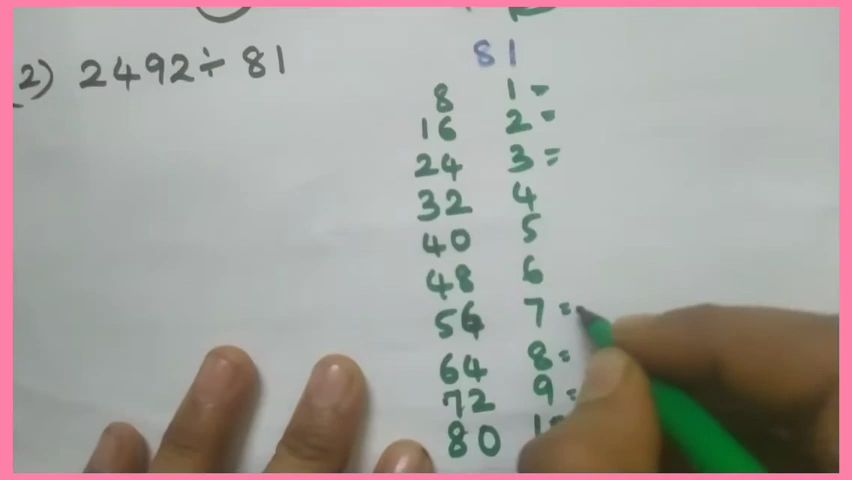 (2) 2492 ÷ 81
81
8 1 =
16 2 =
24 3 =
32 4
40 5
48 6
56 7 =
64 8 =
72 9 =
80